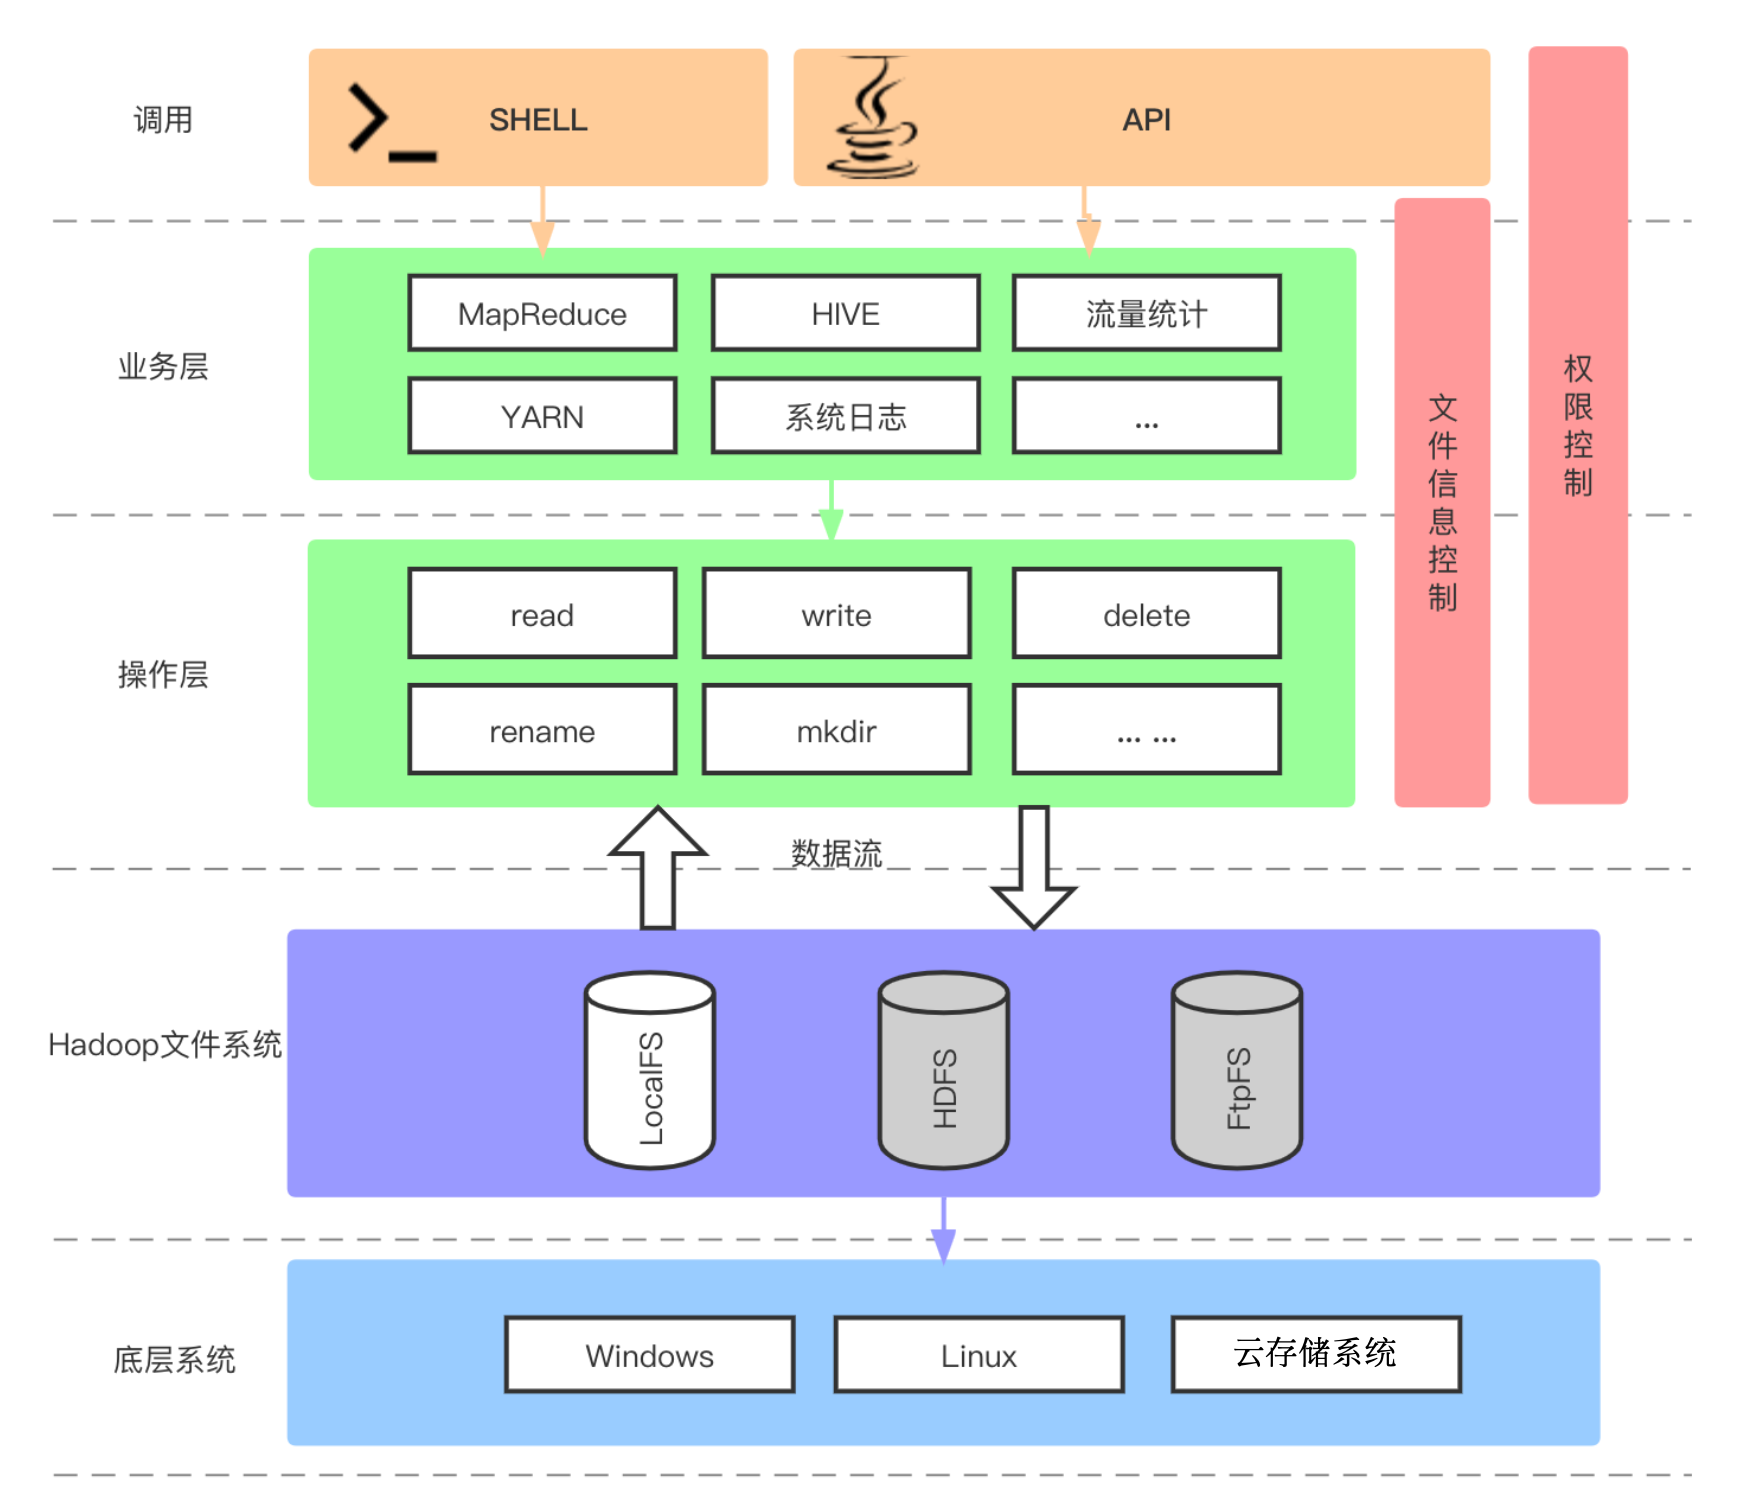 调用
SHELL
API
业务层
MapReduce
HIVE
流量统计
YARN
系统日志
...
操作层
read
write
delete
rename
mkdir
... ...
文件信息控制
权限控制
数据流
Hadoop文件系统
LocalFS
HDFS
FtpFS
底层系统
Windows
Linux
云存储系统